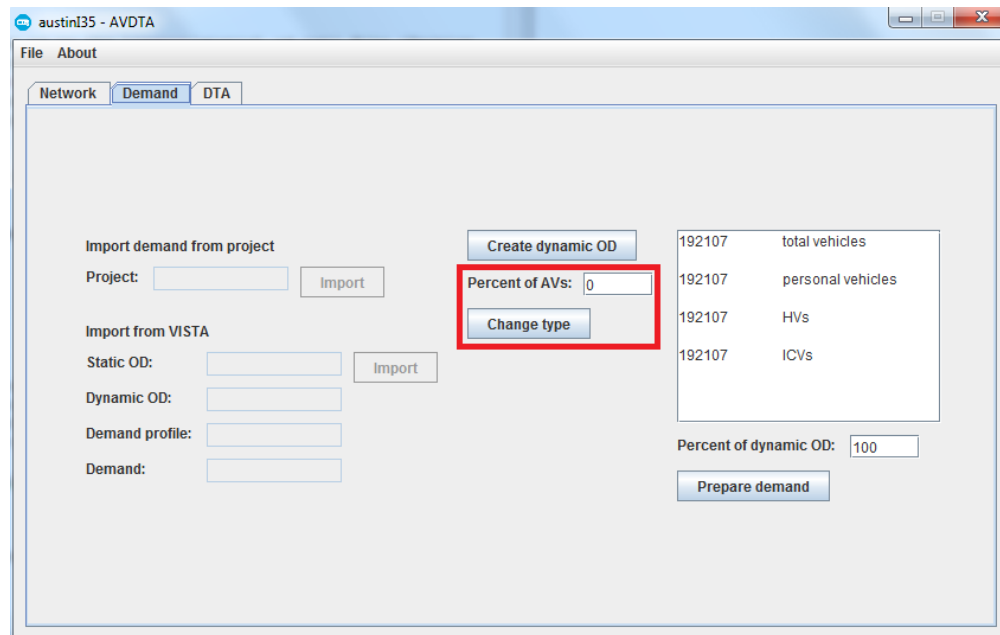 austinI35 - AVDTA
File About
Network Demand DTA
Import demand from project
Project: Import
Import from VISTA
Static OD: Import
Dynamic OD:
Demand profile:
Demand:
Create dynamic OD
Percent of AVs: 0
Change type
192107 total vehicles
192107 personal vehicles
192107 HVs
192107 ICVs
Percent of dynamic OD: 100
Prepare demand